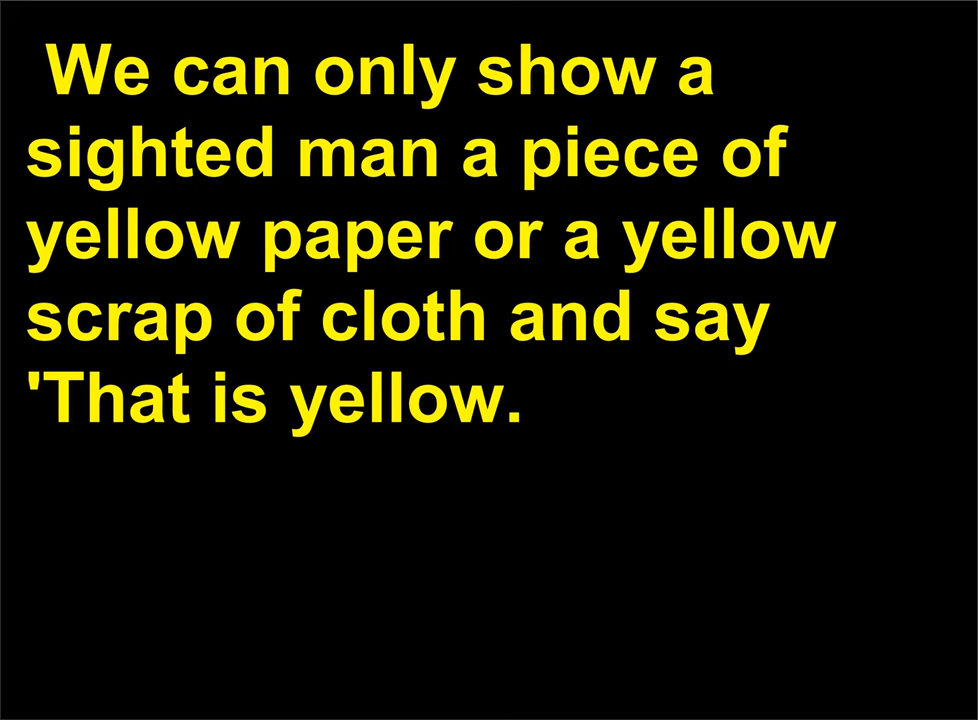 We can only show a
sighted man a piece of
yellow paper or a yellow
scrap of cloth and say
'That is yellow.